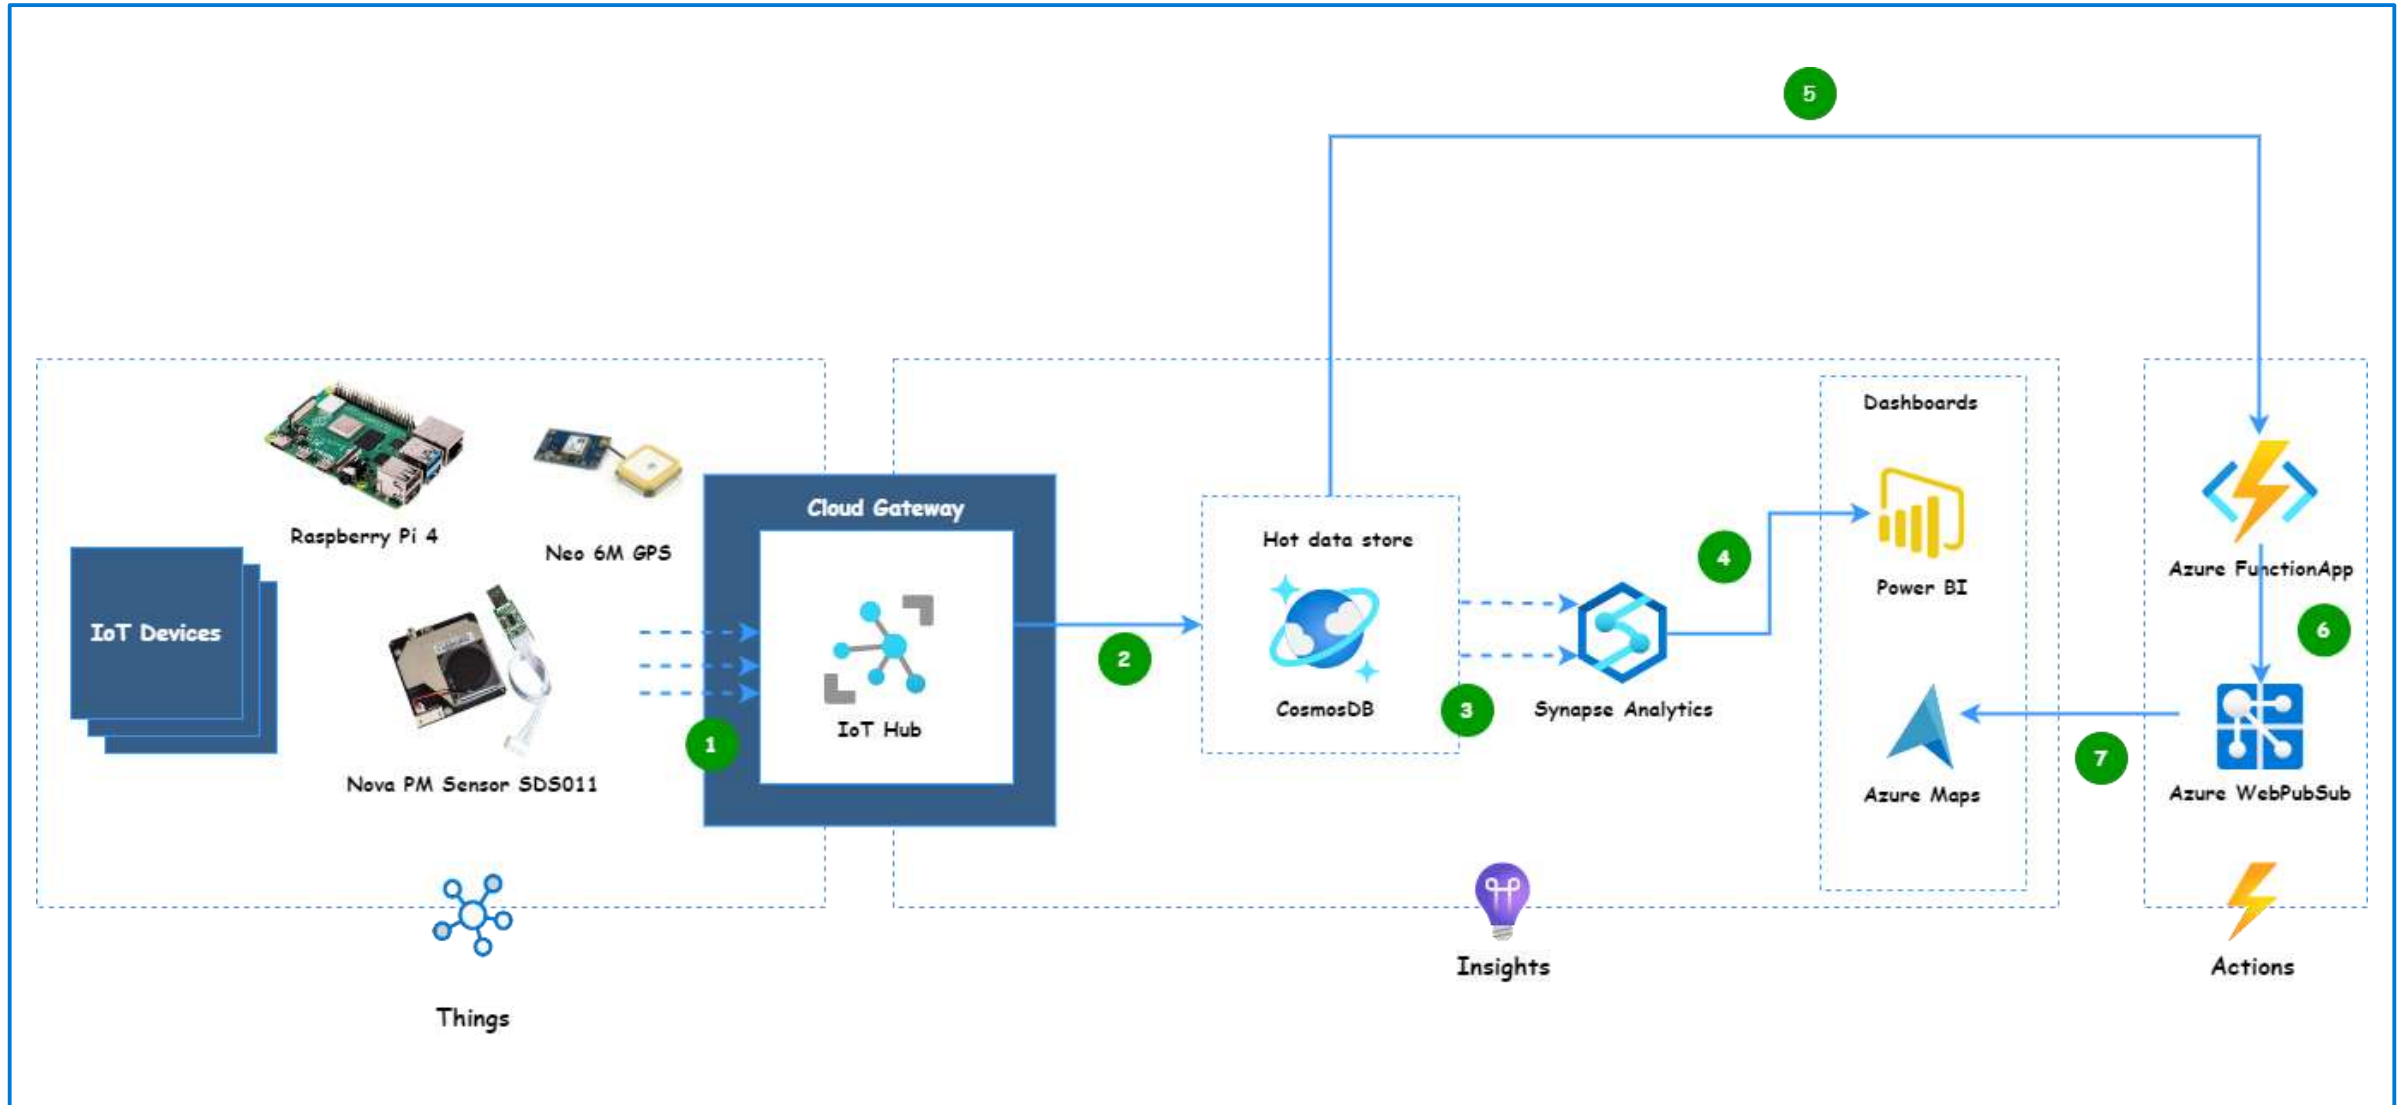 5
Dashboards
Cloud Gateway
Raspberry Pi 4
Neo 6M GPS
Hot data store
4
Power BI
Azure FunctionApp
IoT Devices
2
6
CosmosDB
3
Synapse Analytics
IoT Hub
1
7
Nova PM Sensor SDS011
Azure Maps
Azure WebPubSub
Insights
Actions
Things